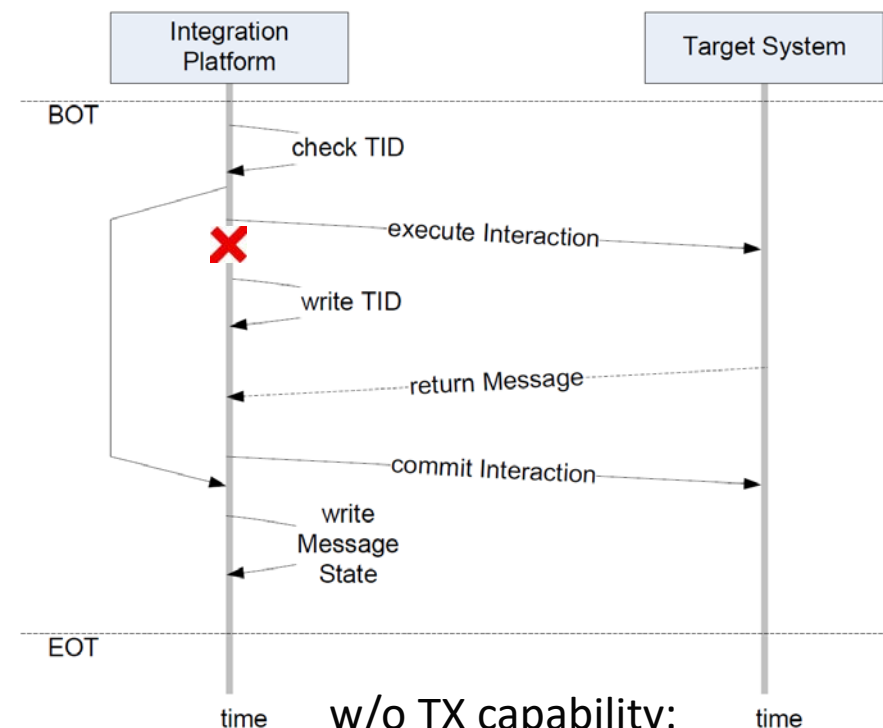 Integration
Platform
Target System
BOT
check TID
execute Interaction
write TID
return Message
commit Interaction
write
Message
State
EOT
time
w/o TX capability:
time